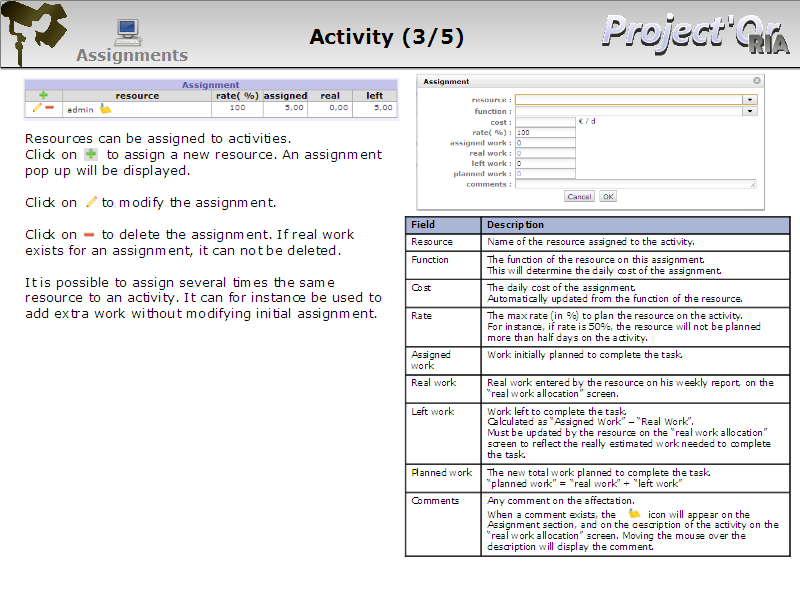 Activity (3/5)
Project'Or
RIA
Assignments
Assignment
resource rate( %) assigned real left
admin 100 5,00 0,00 5,00
Resources can be assigned to activities.
Click on to assign a new resource. An assignment
pop up will be displayed.
Click on to modify the assignment.
Click on to delete the assignment. If real work
exists for an assignment, it can not be deleted.
It is possible to assign several times the same
resource to an activity. It can for instance be used to
add extra work without modifying initial assignment.
Assignment
resource :
function :
cost : € / d
rate( %) : 100
assigned work : 0
real work : 0
left work : 0
planned work : 0
comments :
Cancel OK
Field Description
Resource Name of the resource assigned to the activity.
Function The function of the resource on this assignment.
This will determine the daily cost of the assignment.
Cost The daily cost of the assignment.
Automatically updated from the function of the resource.
Rate The max rate (in %) to plan the resource on the activity.
For instance, if rate is 50%, the resource will not be planned
more than half days on the activity.
Assigned Work initially planned to complete the task.
work
Real work Real work entered by the resource on his weekly report, on the
“real work allocation” screen.
Left work Work left to complete the task.
Calculated as “Assigned Work” – “Real Work”.
Must be updated by the resource on the “real work allocation”
screen to reflect the really estimated work needed to complete
the task.
Planned work The new total work planned to complete the task.
“planned work” = “real work” + “left work”
Comments Any comment on the affectation.
When a comment exists, the icon will appear on the
Assignment section, and on the description of the activity on the
“real work allocation” screen. Moving the mouse over the
description will display the comment.